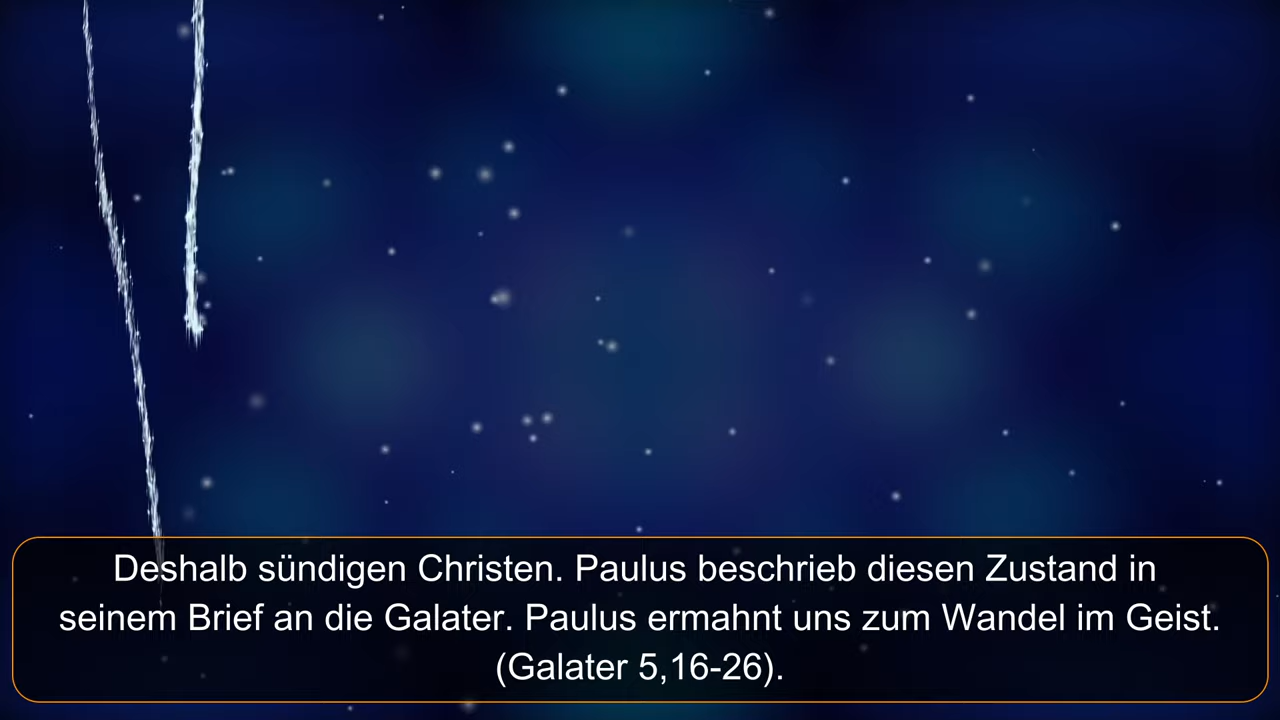 Deshalb sündigen Christen. Paulus beschrieb diesen Zustand in
seinem Brief an die Galater. Paulus ermahnt uns zum Wandel im Geist.
(Galater 5,16-26).